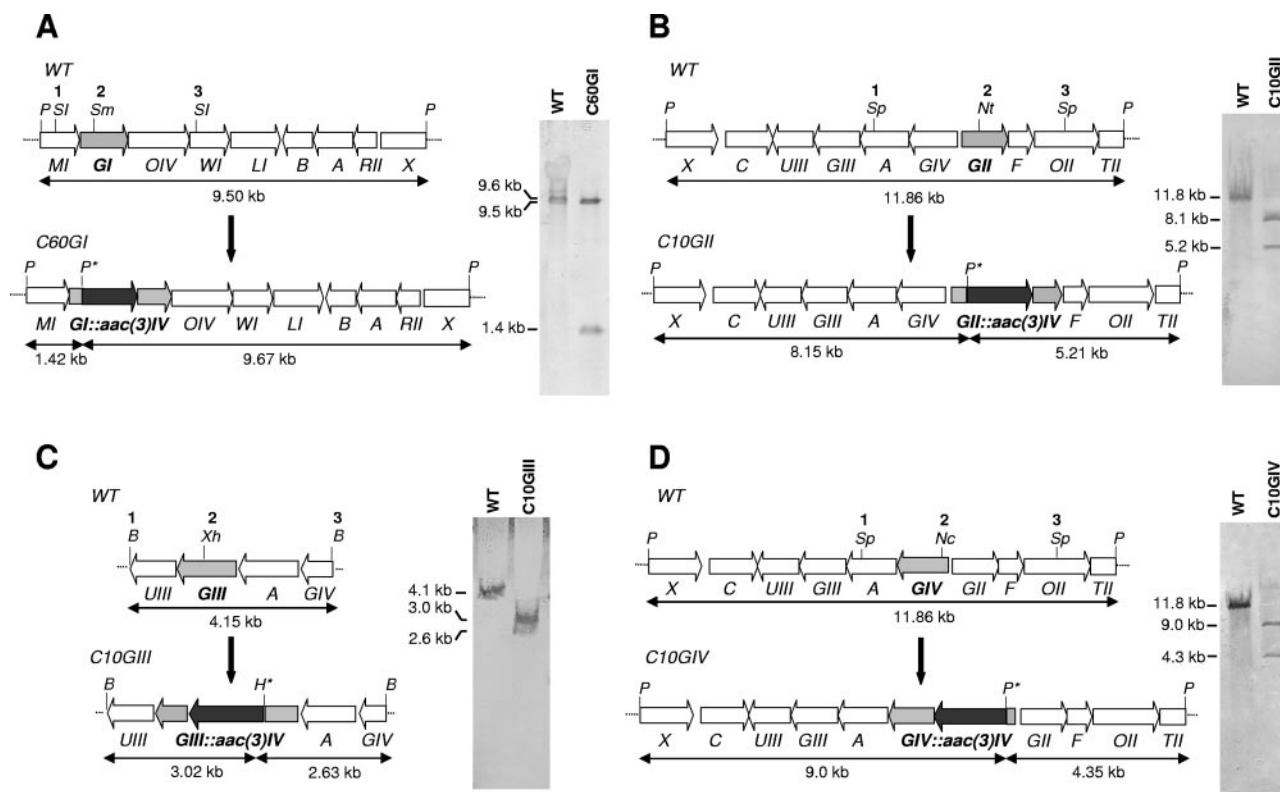 A
WT
1 2 3
P Sl Sm Sl P
MI GI OIV WI LI B A RII X
9.50 kb
C60GI
P P* P
MI GI::aac(3)IV OIV WI LI B A RII X
1.42 kb 9.67 kb
WT C60GI
9.6 kb
9.5 kb
1.4 kb
B
WT
1 2 3
P Sp Nt Sp P
X C UIII GIII A GIV GII F OII TII
11.86 kb
C10GII
P P* P
X C UIII GIII A GIV GII::aac(3)IV F OII TII
8.15 kb 5.21 kb
WT C10GII
11.8 kb
8.1 kb
5.2 kb
C
WT
1 2 3
B Xh B
UIII GIII A GIV
4.15 kb
C10GIII
B H* B
UIII GIII::aac(3)IV A GIV
3.02 kb 2.63 kb
WT C10GIII
4.1 kb
3.0 kb
2.6 kb
D
WT
1 2 3
P Sp Nc Sp P
X C UIII GIII A GIV GII F OII TII
11.86 kb
C10GIV
P P* P
X C UIII GIII A GIV::aac(3)IV GII F OII TII
9.0 kb 4.35 kb
WT C10GIV
11.8 kb
9.0 kb
4.3 kb